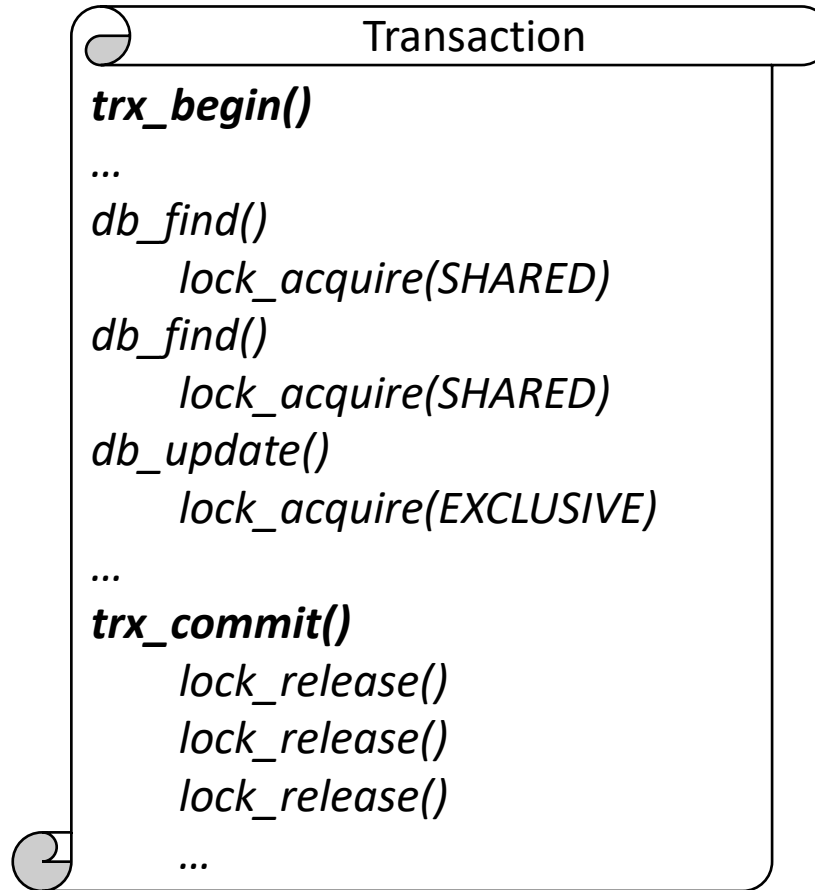 Transaction
trx_begin()
...
db_find()
lock_acquire(SHARED)
db_find()
lock_acquire(SHARED)
db_update()
lock_acquire(EXCLUSIVE)
...
trx_commit()
lock_release()
lock_release()
lock_release()
...